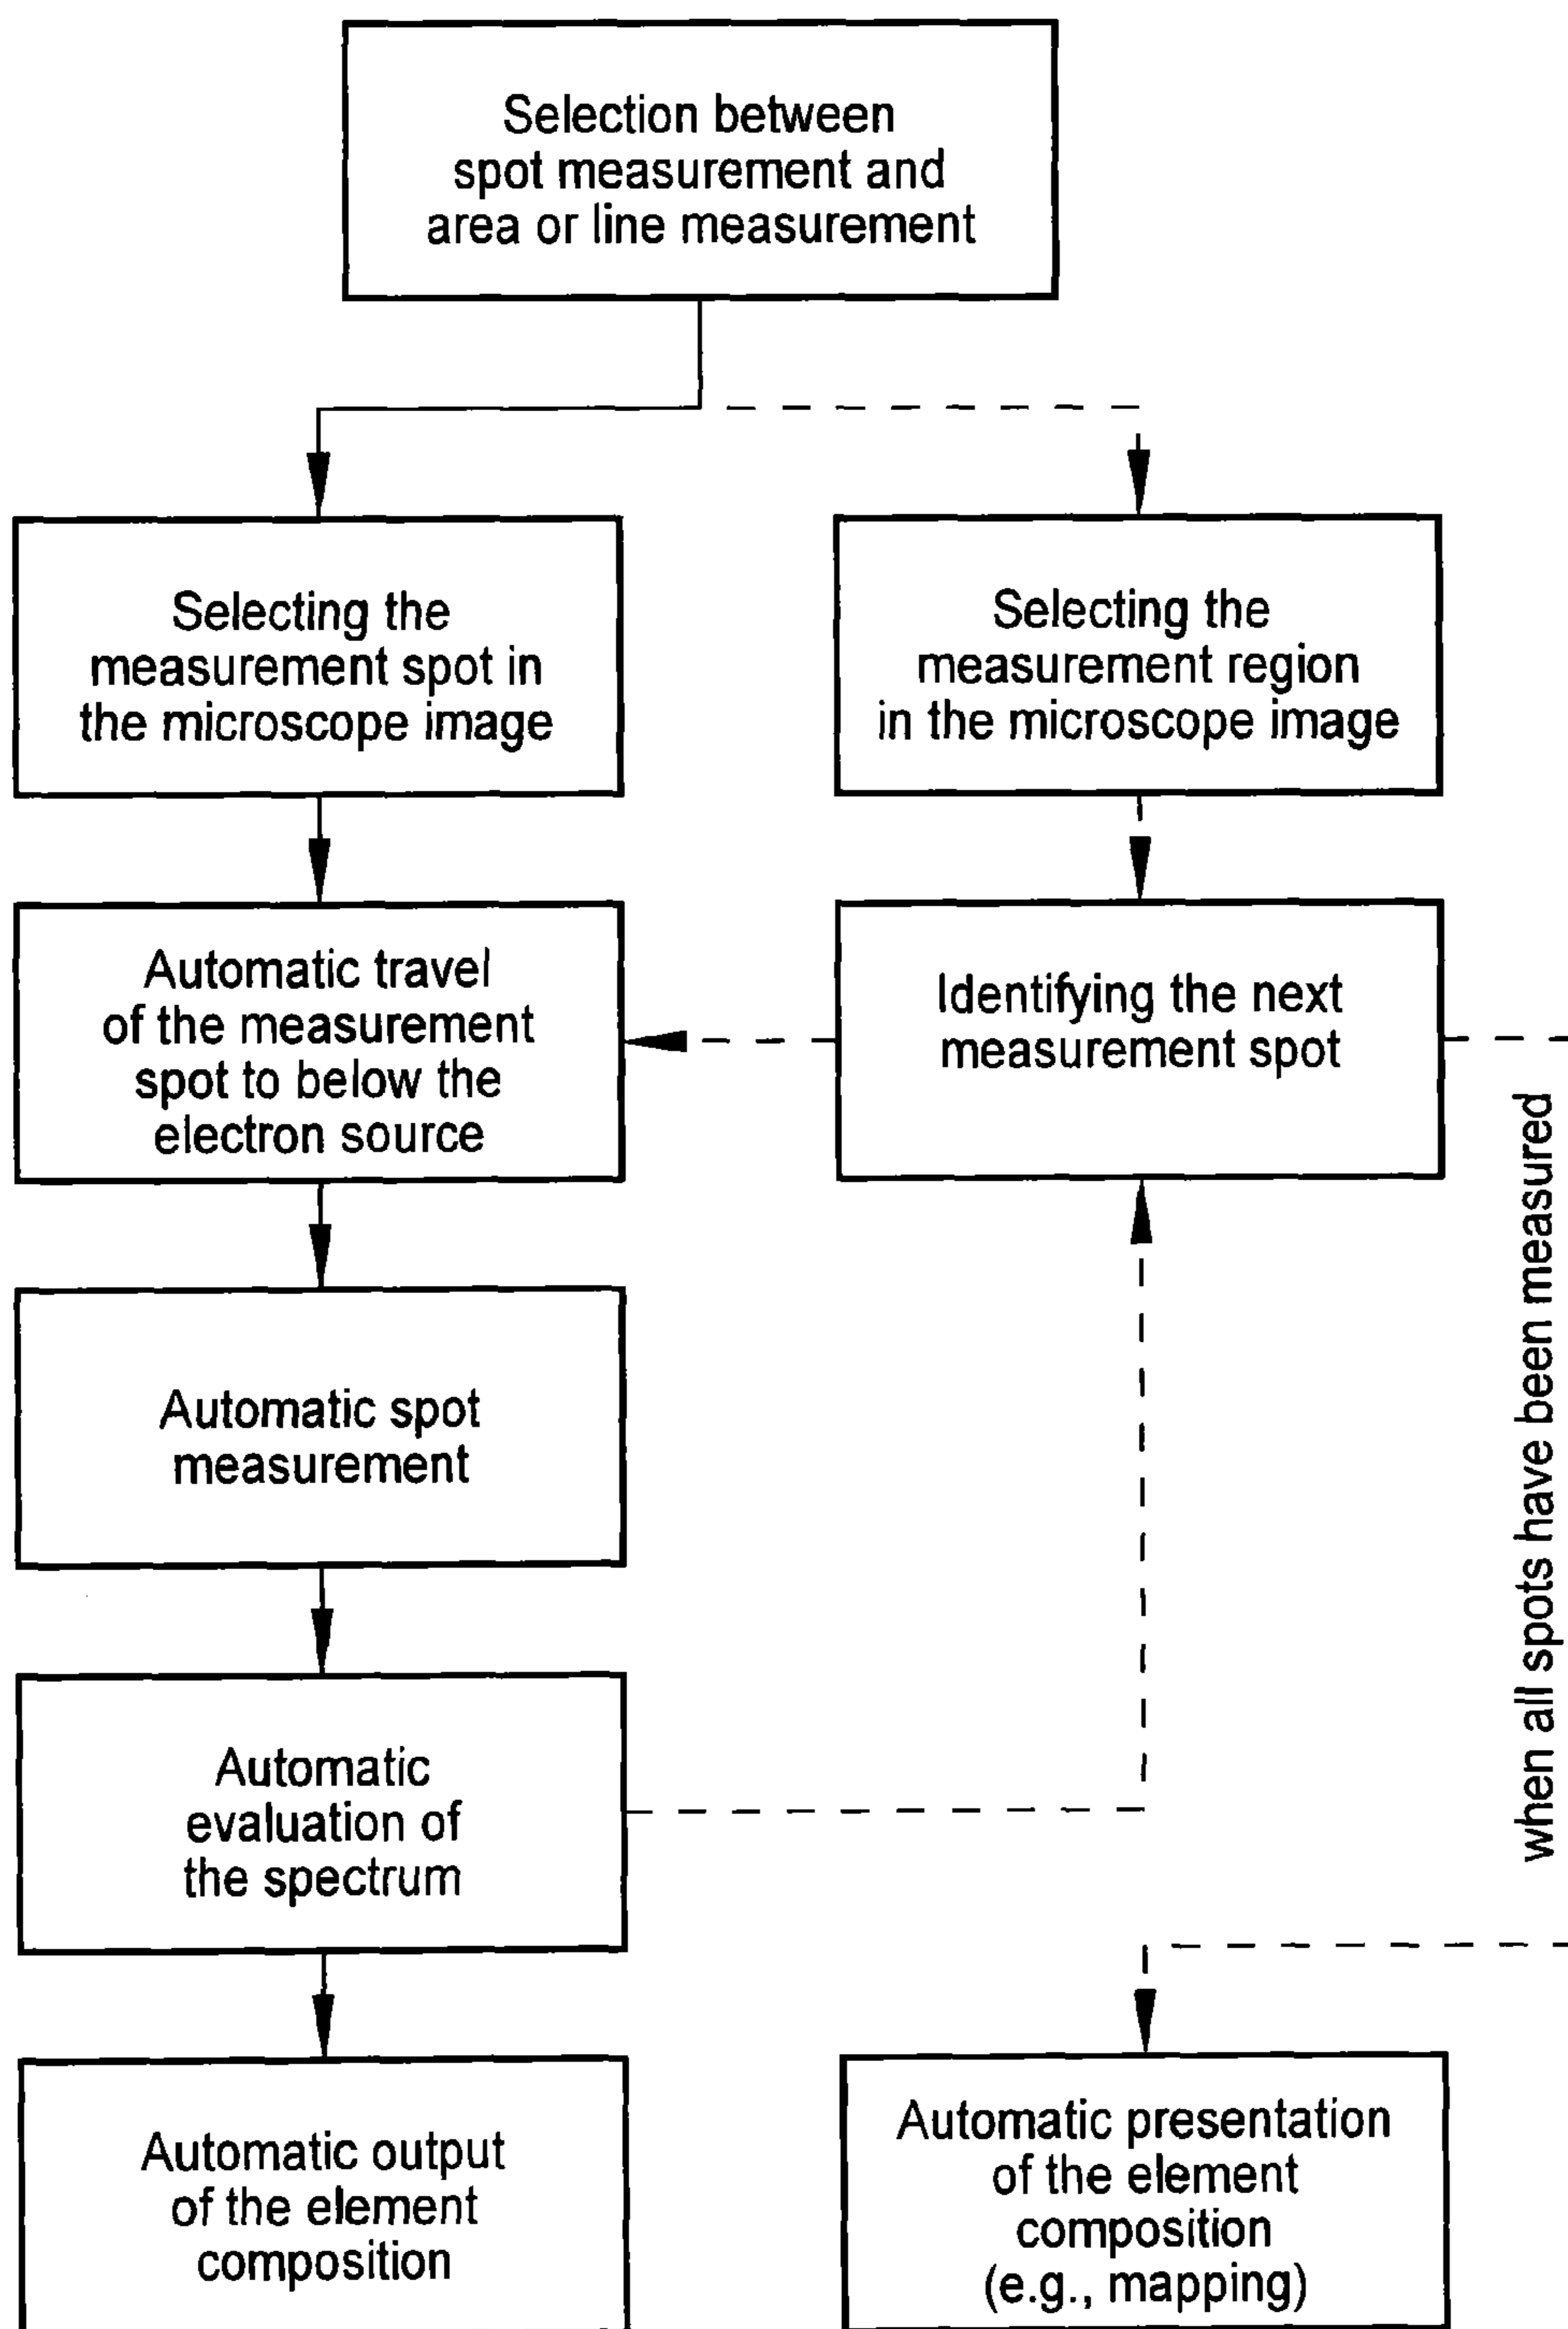 Selection between
spot measurement and
area or line measurement
Selecting the
measurement spot in
the microscope image
Selecting the
measurement region
in the microscope image
Automatic travel
of the measurement
spot to below the
electron source
Identifying the next
measurement spot
when all spots have been measured
Automatic spot
measurement
Automatic
evaluation of
the spectrum
Automatic output
of the element
composition
Automatic presentation
of the element
composition
(e.g., mapping)